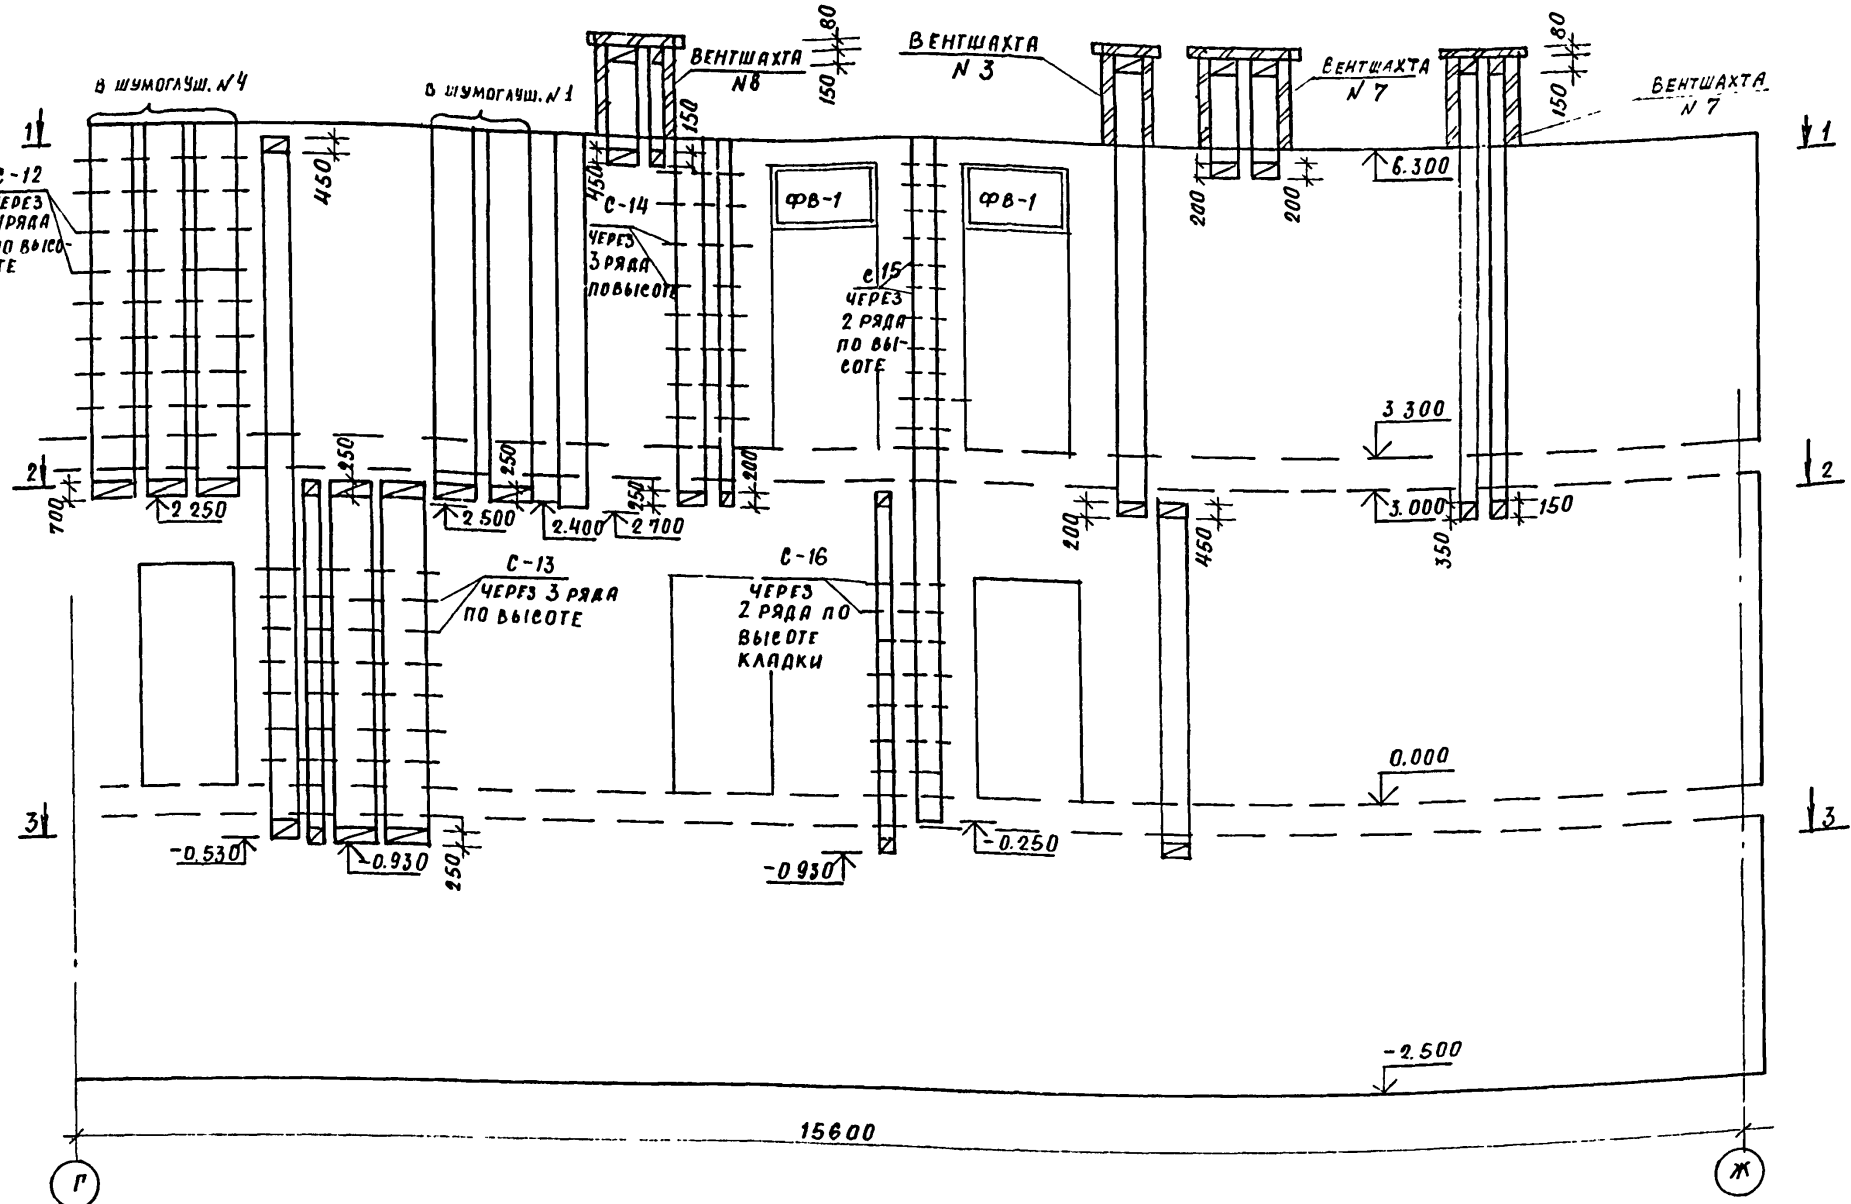 80
150
ВЕНТШАХТА
N 8
ВЕНТШАХТА
N 3
ВЕНТШАХТА
N 7
80
150
ВЕНТШАХТА
N 7
В ШУМОГЛУШ. N 4
В ШУМОГЛУШ. N 1
1
1
450
450
150
200
200
6.300
С-12
ЧЕРЕЗ
РЯДА
ПО ВЫСО-
ТЕ
С-14
ЧЕРЕЗ
3 РЯДА
ПО ВЫСОТЕ
ФВ-1
ФВ-1
С 15
ЧЕРЕЗ
2 РЯДА
ПО ВЫ-
СОТЕ
3 300
2
2
700
2 250
250
250
2.500
2.400
250
2 700
200
200
450
3.000
350
150
С-13
ЧЕРЕЗ 3 РЯДА
ПО ВЫСОТЕ
С-16
ЧЕРЕЗ
2 РЯДА ПО
ВЫСОТЕ
КЛАДКИ
0.000
3
3
-0.530
-0.930
250
-0 930
-0.250
-2.500
15600
Г
Ж